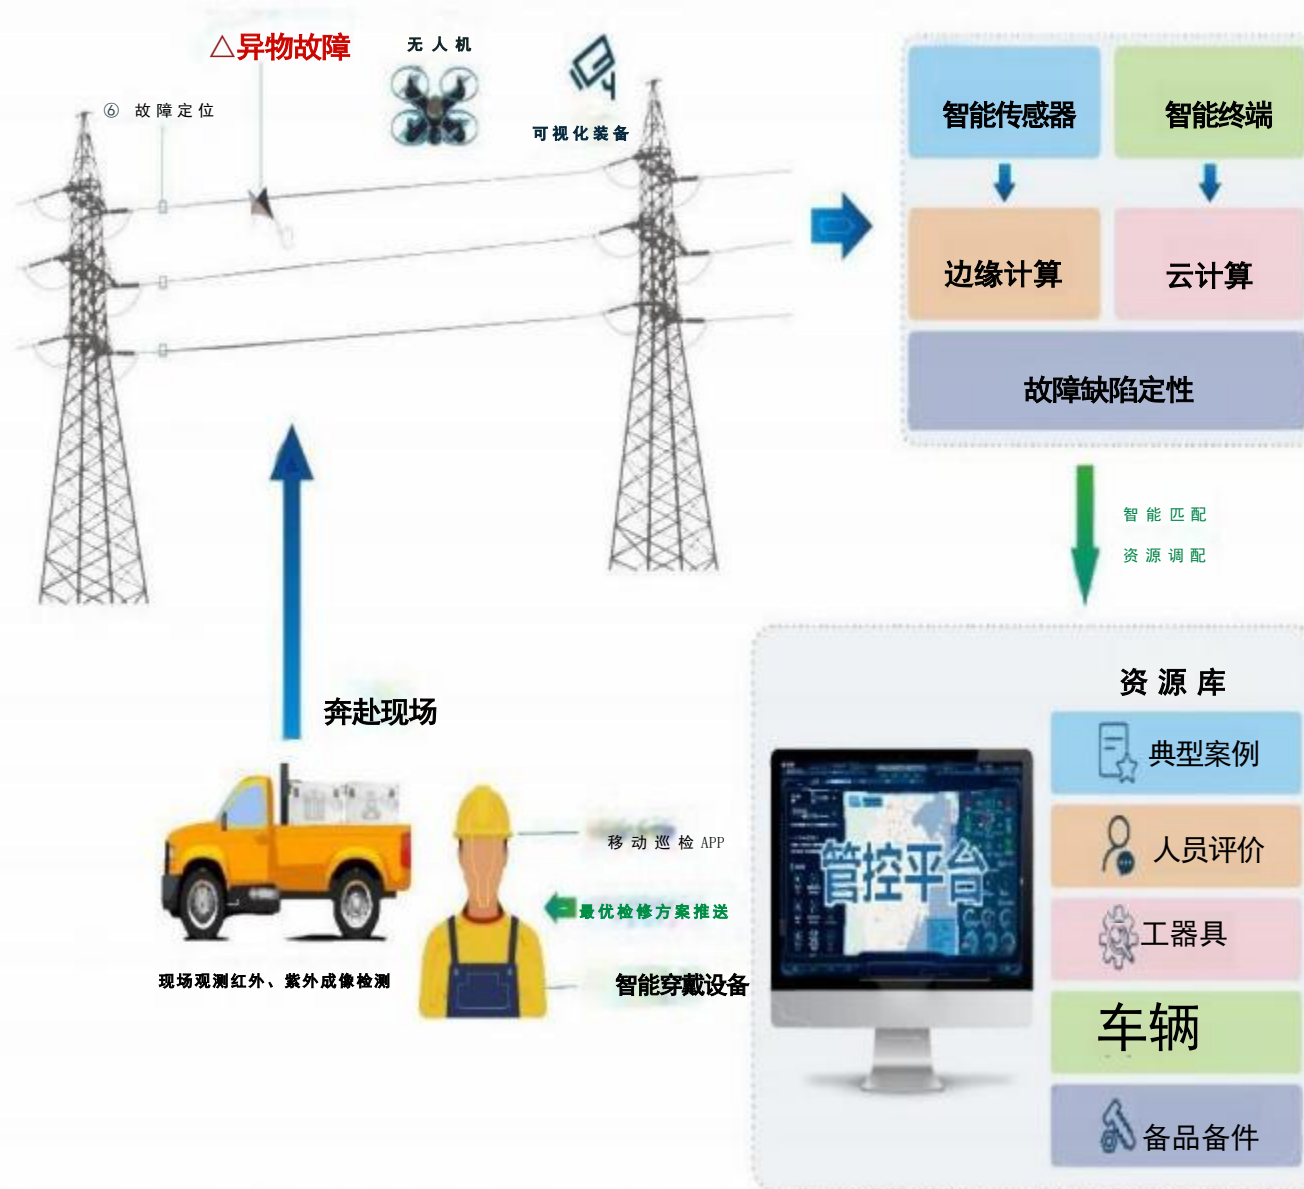 △异物故障
无人机
⑥ 故障定位
可视化装备
智能传感器
智能终端
边缘计算
云计算
故障缺陷定性
智能匹配
资源调配
奔赴现场
资源库
典型案例
人员评价
工器具
车辆
备品备件
管控平台
移动巡检APP
最优检修方案推送
智能穿戴设备
现场观测红外、紫外成像检测